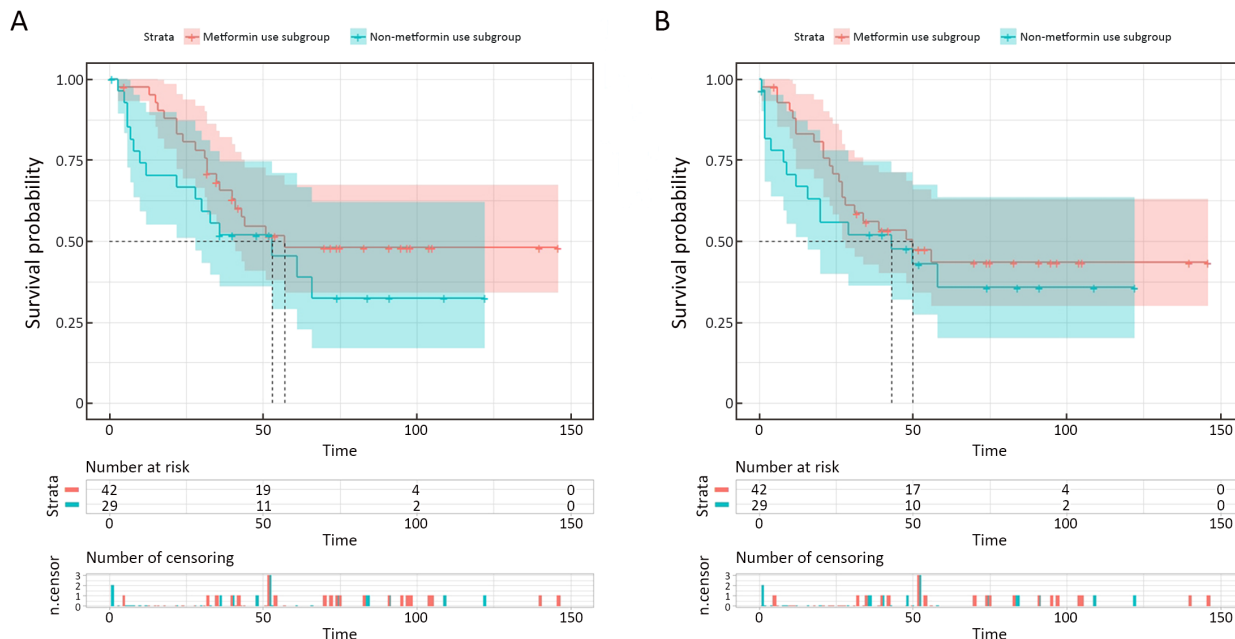 A
Strata Metformin use subgroup Non-metformin use subgroup
1.00
0.75
0.50
0.25
0
Survival probability
0 50 100 150
Time
Number at risk
Strata
42 19 4 0
29 11 2 0
0 50 100 150
Time
Number of censoring
n.censor
3
2
1
0
0 50 100 150
Time
B
Strata Metformin use subgroup Non-metformin use subgroup
1.00
0.75
0.50
0.25
0
Survival probability
0 50 100 150
Time
Number at risk
Strata
42 17 4 0
29 10 2 0
0 50 100 150
Time
Number of censoring
n.censor
3
2
1
0
0 50 100 150
Time